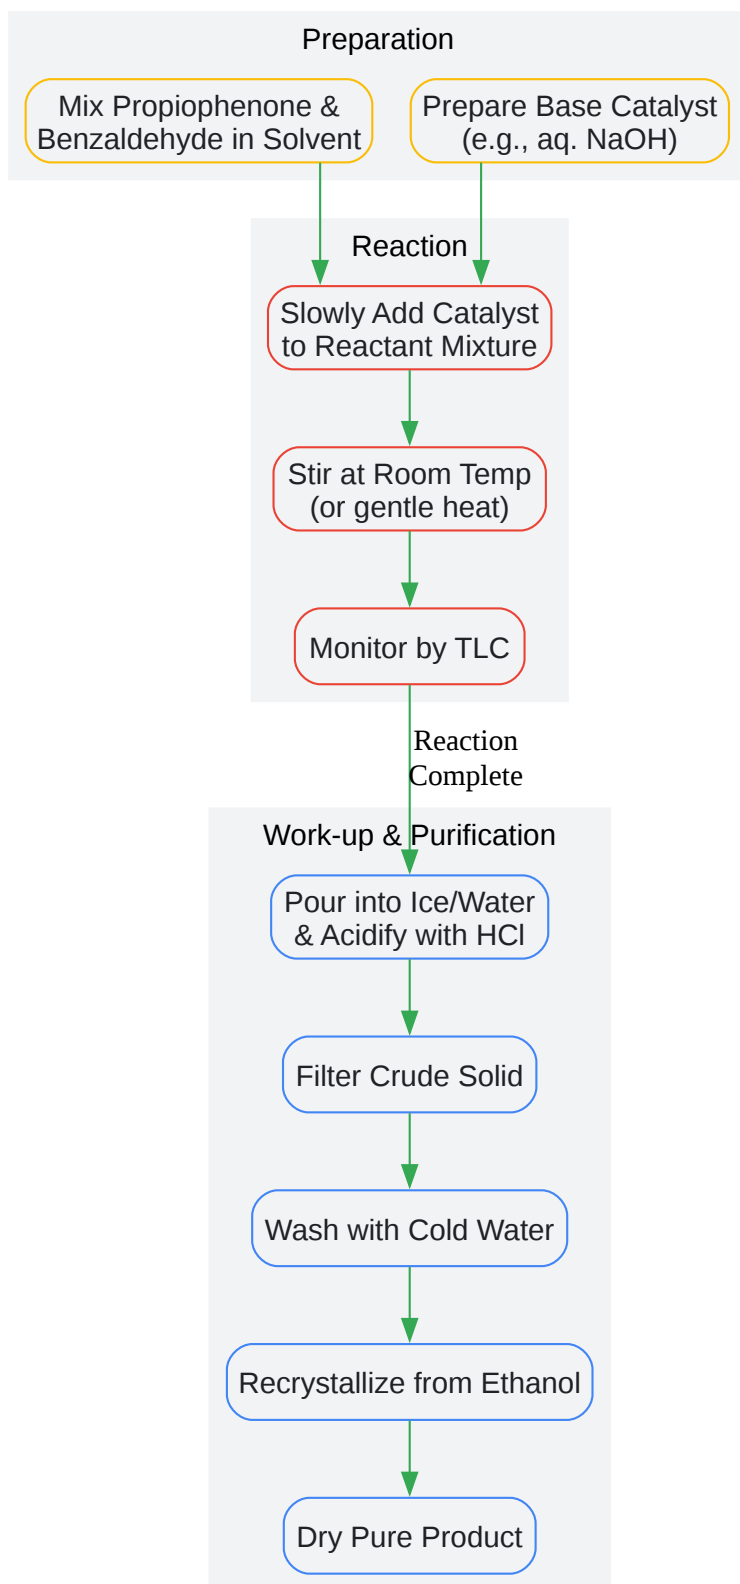 Preparation
Mix Propiophenone &
Benzaldehyde in Solvent
Prepare Base Catalyst
(e.g., aq. NaOH)
Reaction
Slowly Add Catalyst
to Reactant Mixture
Stir at Room Temp
(or gentle heat)
Monitor by TLC
Reaction
Complete
Work-up & Purification
Pour into Ice/Water
& Acidify with HCl
Filter Crude Solid
Wash with Cold Water
Recrystallize from Ethanol
Dry Pure Product